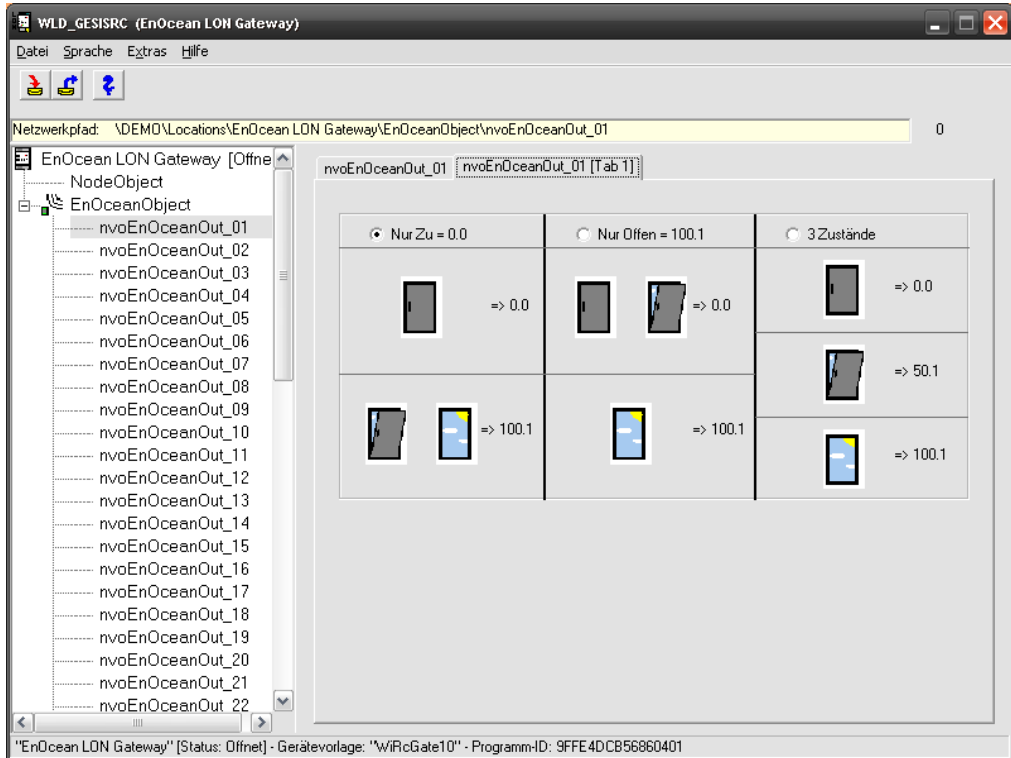 WLD_GESISRC (EnOcean LON Gateway)
Datei Sprache Extras Hilfe
Netzwerkpfad: \DEMO\Locations\EnOcean LON Gateway\EnOceanObject\nvoEnOceanOut_01 0
EnOcean LON Gateway [Offne
NodeObject
EnOceanObject
nvoEnOceanOut_01
nvoEnOceanOut_02
nvoEnOceanOut_03
nvoEnOceanOut_04
nvoEnOceanOut_05
nvoEnOceanOut_06
nvoEnOceanOut_07
nvoEnOceanOut_08
nvoEnOceanOut_09
nvoEnOceanOut_10
nvoEnOceanOut_11
nvoEnOceanOut_12
nvoEnOceanOut_13
nvoEnOceanOut_14
nvoEnOceanOut_15
nvoEnOceanOut_16
nvoEnOceanOut_17
nvoEnOceanOut_18
nvoEnOceanOut_19
nvoEnOceanOut_20
nvoEnOceanOut_21
nvoEnOceanOut_22
nvoEnOceanOut_01 nvoEnOceanOut_01 [Tab 1]
Nur Zu = 0.0 Nur Offen = 100.1 3 Zustände
=> 0.0 => 0.0 => 0.0
=> 50.1
=> 100.1 => 100.1 => 100.1
"EnOcean LON Gateway" [Status: Offnet] - Gerätevorlage: "WiRcGate10" - Programm-ID: 9FFE4DCB56860401